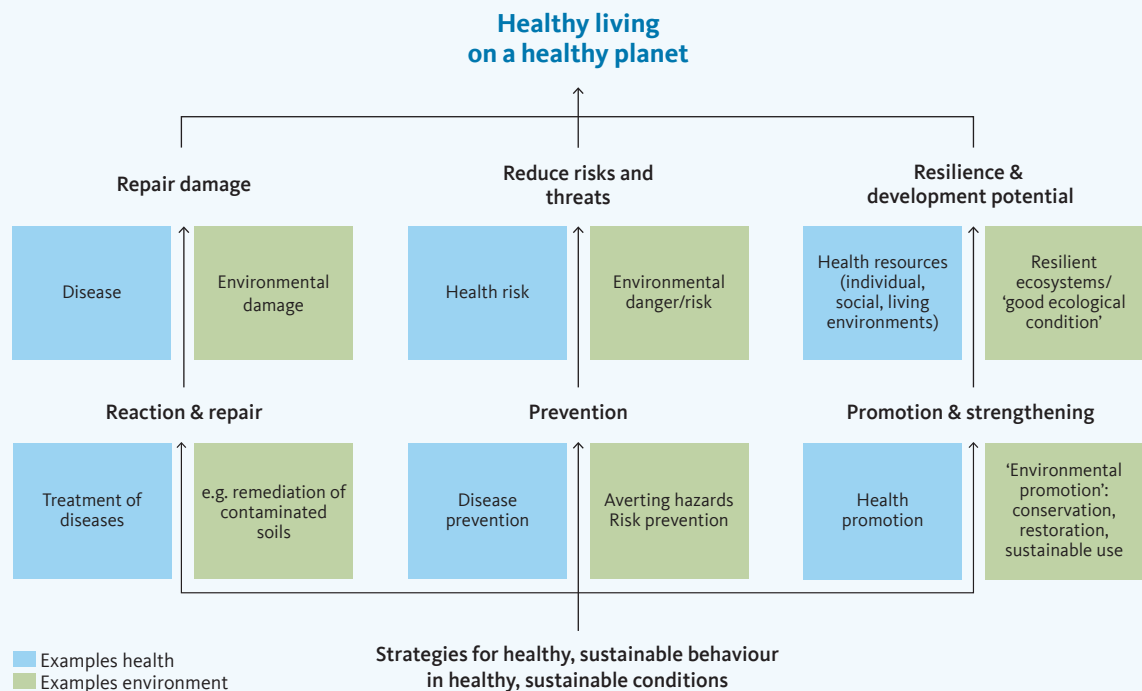 Healthy living
on a healthy planet
Repair damage
Reduce risks and
threats
Resilience &
development potential
Disease
Environmental
damage
Health risk
Environmental
danger/risk
Health resources
(individual,
social, living
environments)
Resilient
ecosystems/
‘good ecological
condition’
Reaction & repair
Prevention
Promotion & strengthening
Treatment of
diseases
e.g. remediation of
contaminated
soils
Disease
prevention
Averting hazards
Risk prevention
Health
promotion
‘Environmental
promotion’:
conservation,
restoration,
sustainable use
Examples health
Examples environment
Strategies for healthy, sustainable behaviour
in healthy, sustainable conditions